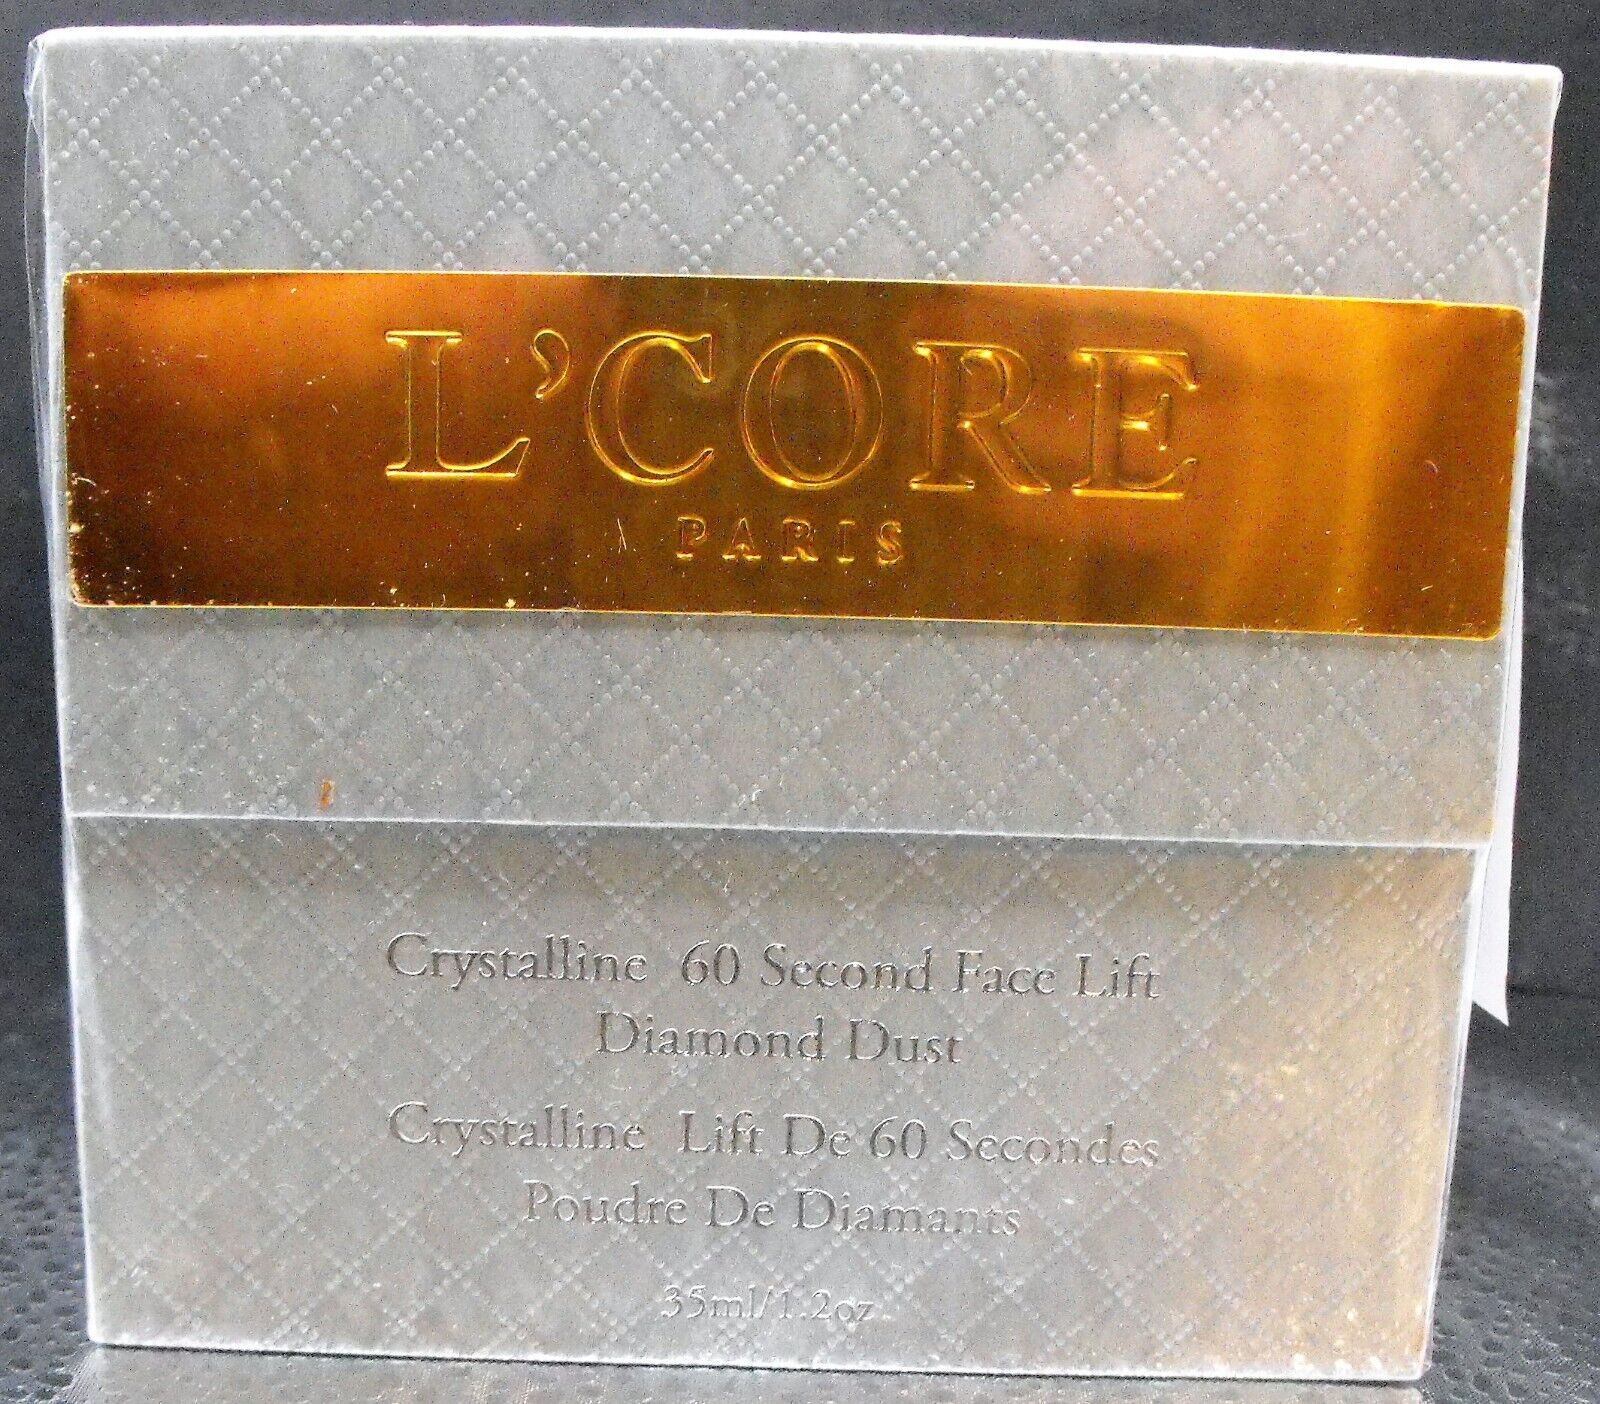 L'CORE
PARIS
Crystalline 60 Second Face Lift
Diamond Dust
Crystalline Lift De 60 Secondes
Poudre De Diamants
35ml/1.2oz.